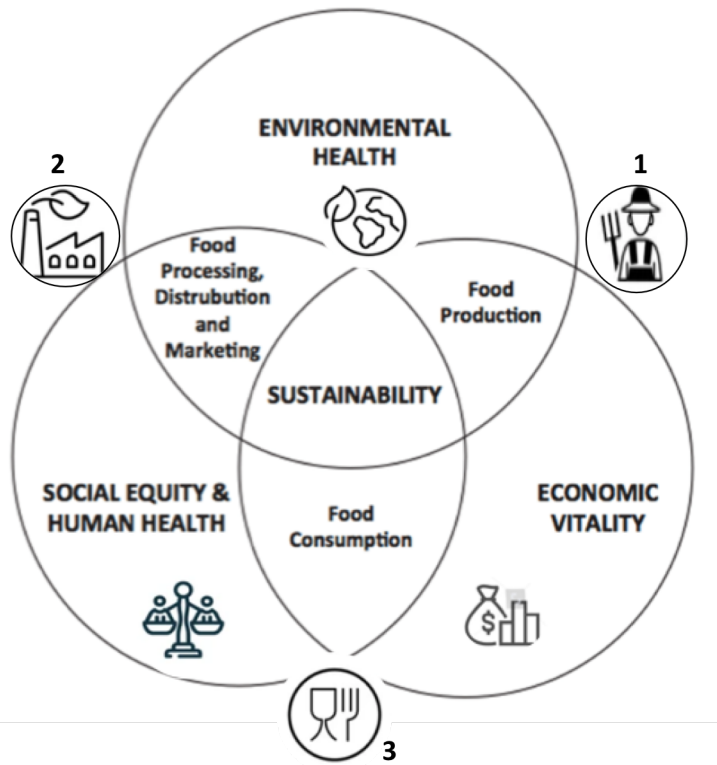 ENVIRONMENTAL
HEALTH
2
1
Food
Processing,
Distrubution
and
Marketing
Food
Production
SUSTAINABILITY
SOCIAL EQUITY &
HUMAN HEALTH
Food
Consumption
ECONOMIC
VITALITY
$
3